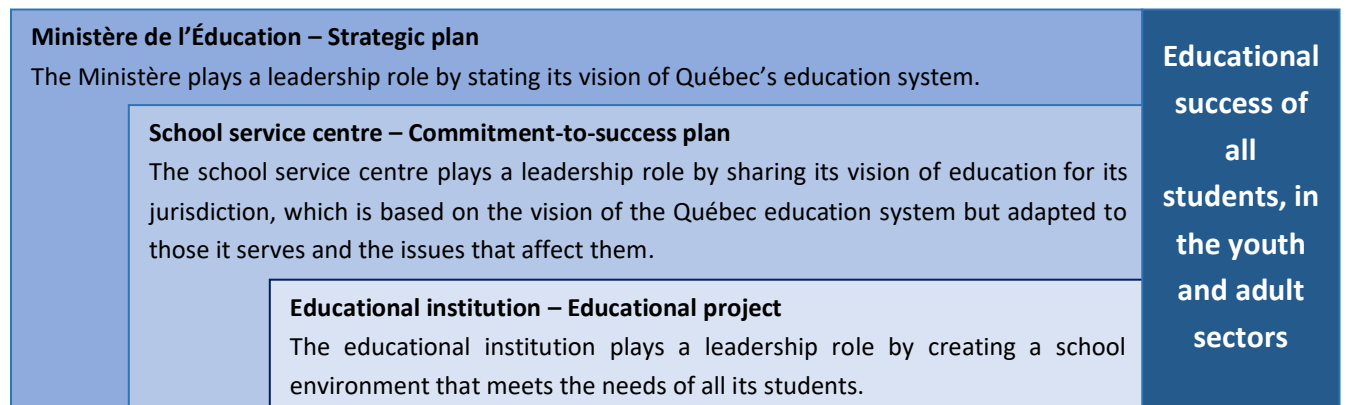 Ministère de l’Éducation – Strategic plan
The Ministère plays a leadership role by stating its vision of Québec’s education system.
School service centre – Commitment-to-success plan
The school service centre plays a leadership role by sharing its vision of education for its
jurisdiction, which is based on the vision of the Québec education system but adapted to
those it serves and the issues that affect them.
Educational institution – Educational project
The educational institution plays a leadership role by creating a school
environment that meets the needs of all its students.
Educational
success of
all
students, in
the youth
and adult
sectors